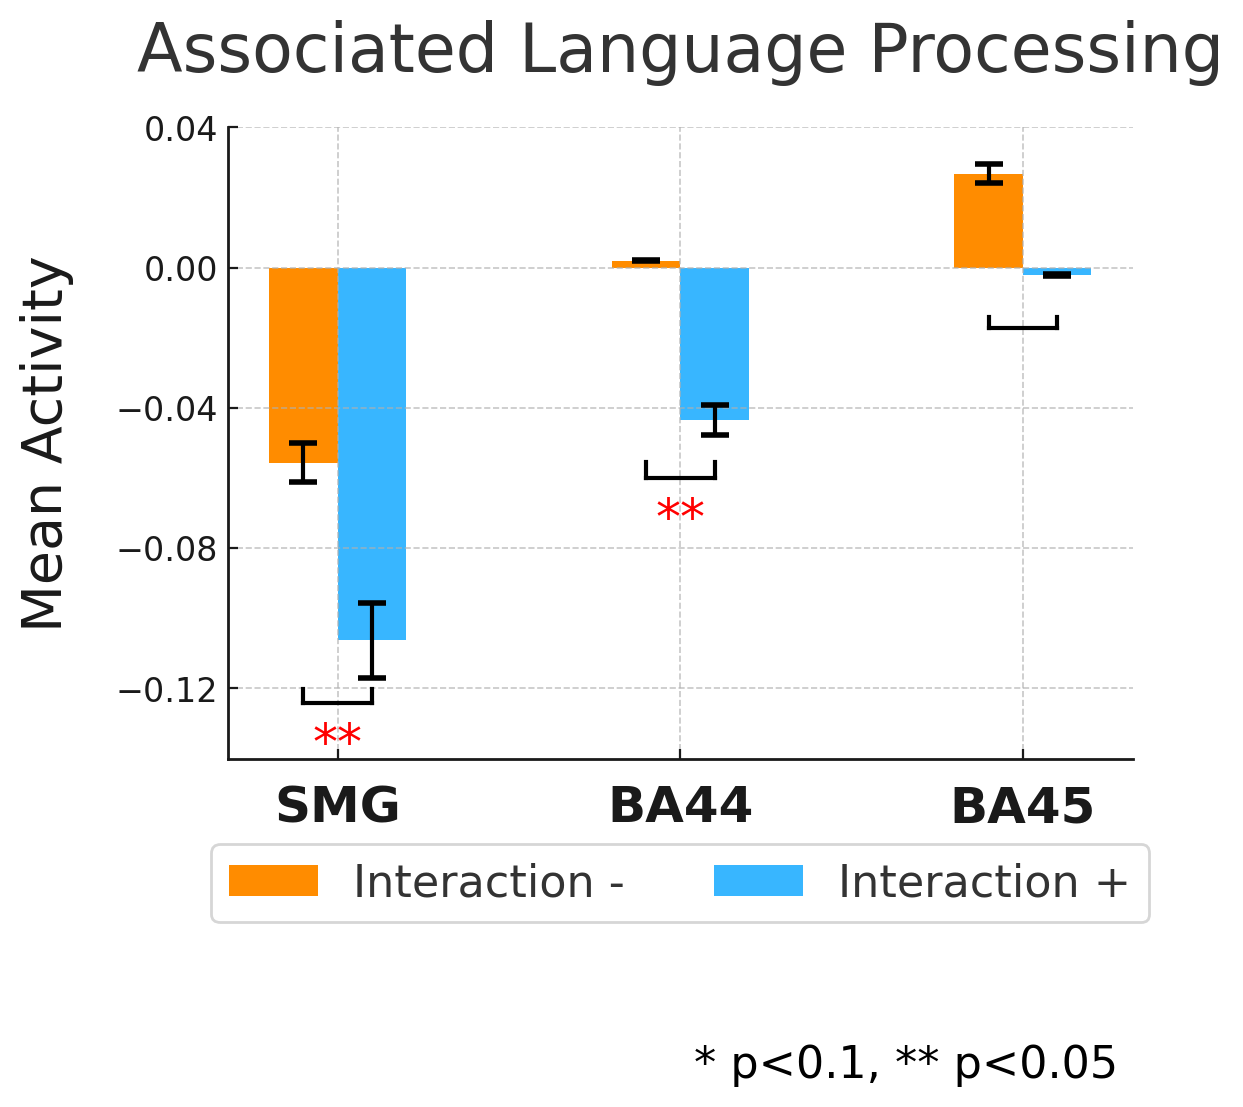 Associated Language Processing
Mean Activity
0.04
0.00
−0.04
−0.08
−0.12
**
**
SMG BA44 BA45
Interaction - Interaction +
* p<0.1, ** p<0.05